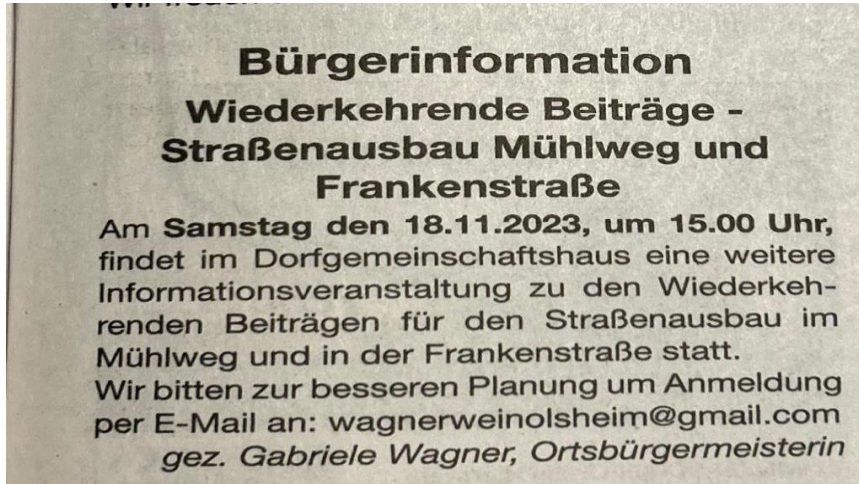 Bürgerinformation
Wiederkehrende Beiträge -
Straßenausbau Mühlweg und
Frankenstraße
Am Samstag den 18.11.2023, um 15.00 Uhr,
findet im Dorfgemeinschaftshaus eine weitere
Informationsveranstaltung zu den Wiederkeh-
renden Beiträgen für den Straßenausbau im
Mühlweg und in der Frankenstraße statt.
Wir bitten zur besseren Planung um Anmeldung
per E-Mail an: wagnerweinolsheim@gmail.com
gez. Gabriele Wagner, Ortsbürgermeisterin